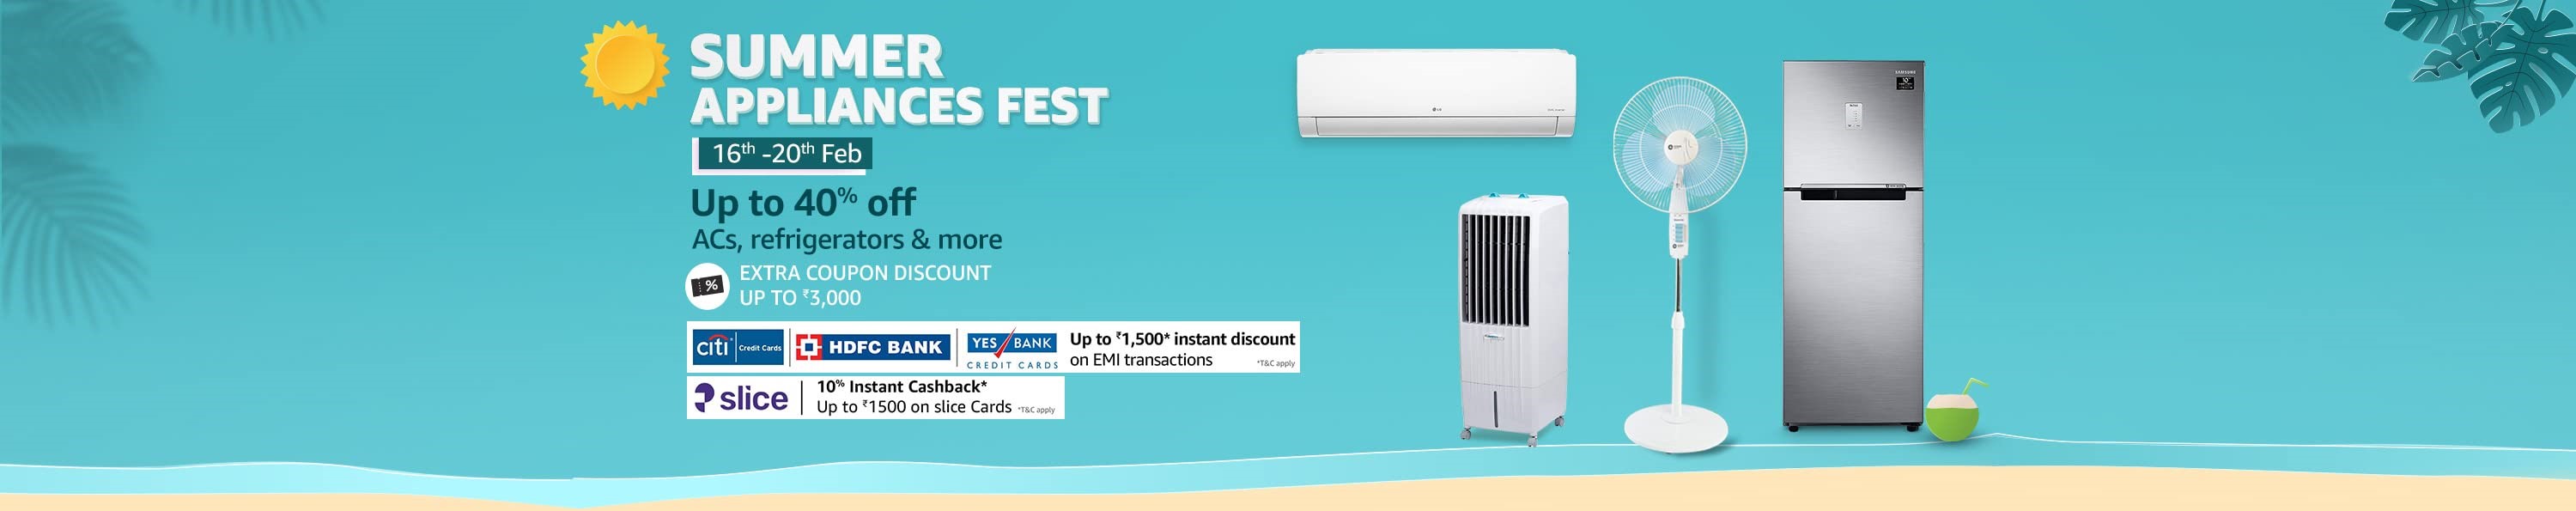 SUMMER
APPLIANCES FEST
16th -20th Feb
Up to 40% off
ACs, refrigerators & more
% EXTRA COUPON DISCOUNT
UP TO ₹3,000
citi Credit Cards
HDFC BANK
YES BANK
CREDIT CARDS
Up to ₹1,500* instant discount
on EMI transactions *T&C apply
slice
10% Instant Cashback*
Up to ₹1500 on slice Cards *T&C apply
LG
SAMSUNG